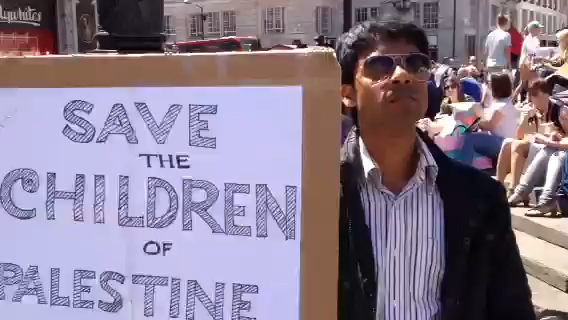 SAVE
THE
CHILDREN
OF
PALESTINE